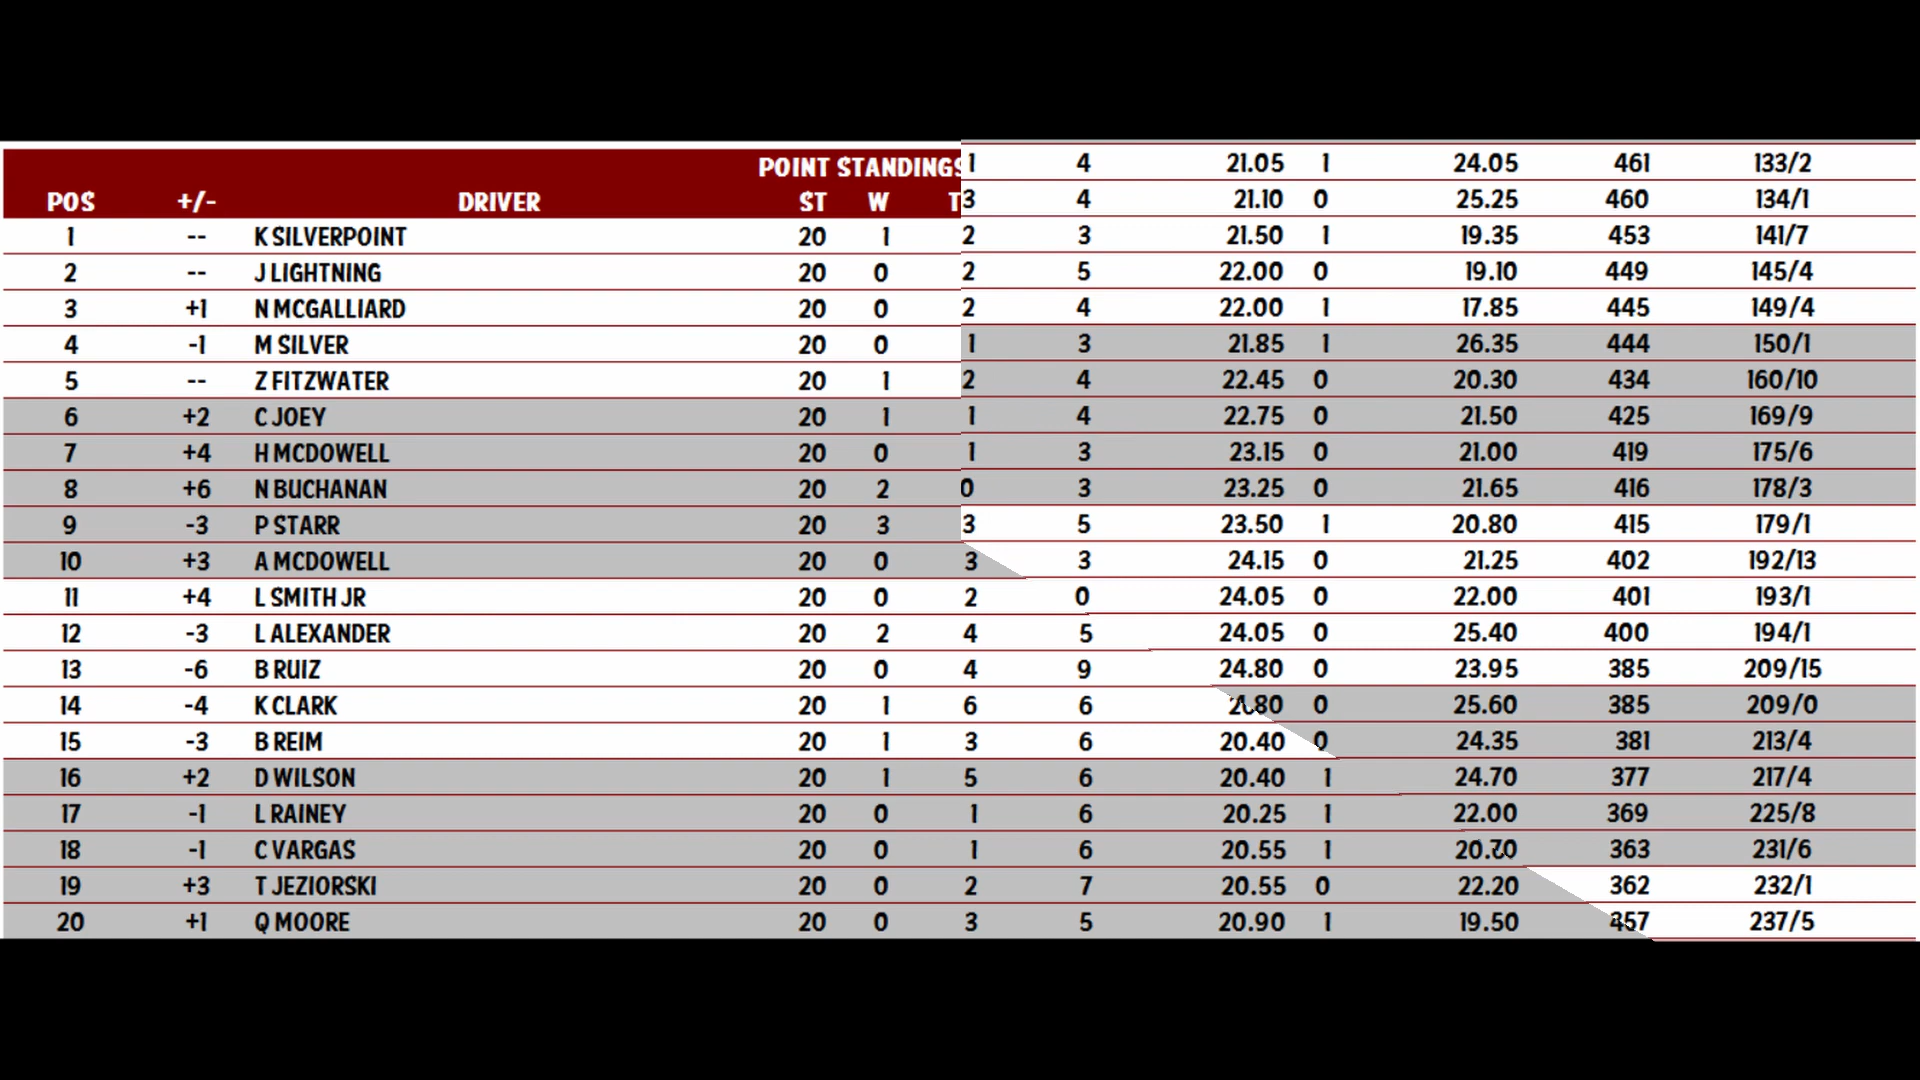 POINT STANDINGS 1 4 21.05 1 24.05 461 133/2
POS +/- DRIVER ST W T 3 4 21.10 0 25.25 460 134/1
1 -- K SILVERPOINT 20 1 2 3 21.50 1 19.35 453 141/7
2 -- J LIGHTNING 20 0 2 5 22.00 0 19.10 449 145/4
3 +1 N MCGALLIARD 20 0 2 4 22.00 1 17.85 445 149/4
4 -1 M SILVER 20 0 1 3 21.85 1 26.35 444 150/1
5 -- Z FITZWATER 20 1 2 4 22.45 0 20.30 434 160/10
6 +2 C JOEY 20 1 1 4 22.75 0 21.50 425 169/9
7 +4 H MCDOWELL 20 0 1 3 23.15 0 21.00 419 175/6
8 +6 N BUCHANAN 20 2 0 3 23.25 0 21.65 416 178/3
9 -3 P STARR 20 3 3 5 23.50 1 20.80 415 179/1
10 +3 A MCDOWELL 20 0 3 3 24.15 0 21.25 402 192/13
11 +4 L SMITH JR 20 0 2 0 24.05 0 22.00 401 193/1
12 -3 L ALEXANDER 20 2 4 5 24.05 0 25.40 400 194/1
13 -6 B RUIZ 20 0 4 9 24.80 0 23.95 385 209/15
14 -4 K CLARK 20 1 6 6 0 25.60 385 209/0
15 -3 B REIM 20 1 3 6 20.40 0 24.35 381 213/4
16 +2 D WILSON 20 1 5 6 20.40 1 24.70 377 217/4
17 -1 L RAINEY 20 0 1 6 20.25 1 22.00 369 225/8
18 -1 C VARGAS 20 0 1 6 20.55 1 20.70 363 231/6
19 +3 T JEZIORSKI 20 0 2 7 20.55 0 22.20 362 232/1
20 +1 Q MOORE 20 0 3 5 20.90 1 19.50 237/5